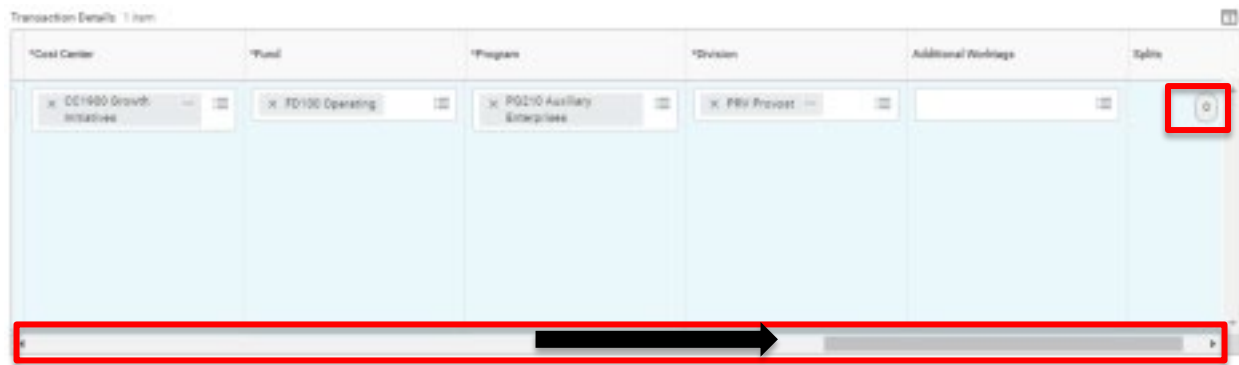 Transaction Details 1 item
*Cost Center *Fund *Program *Division Additional Worktags Splits
× CC1900 Growth Initiatives × FD100 Operating × PG210 Auxiliary Enterprises × PRV Provost 0